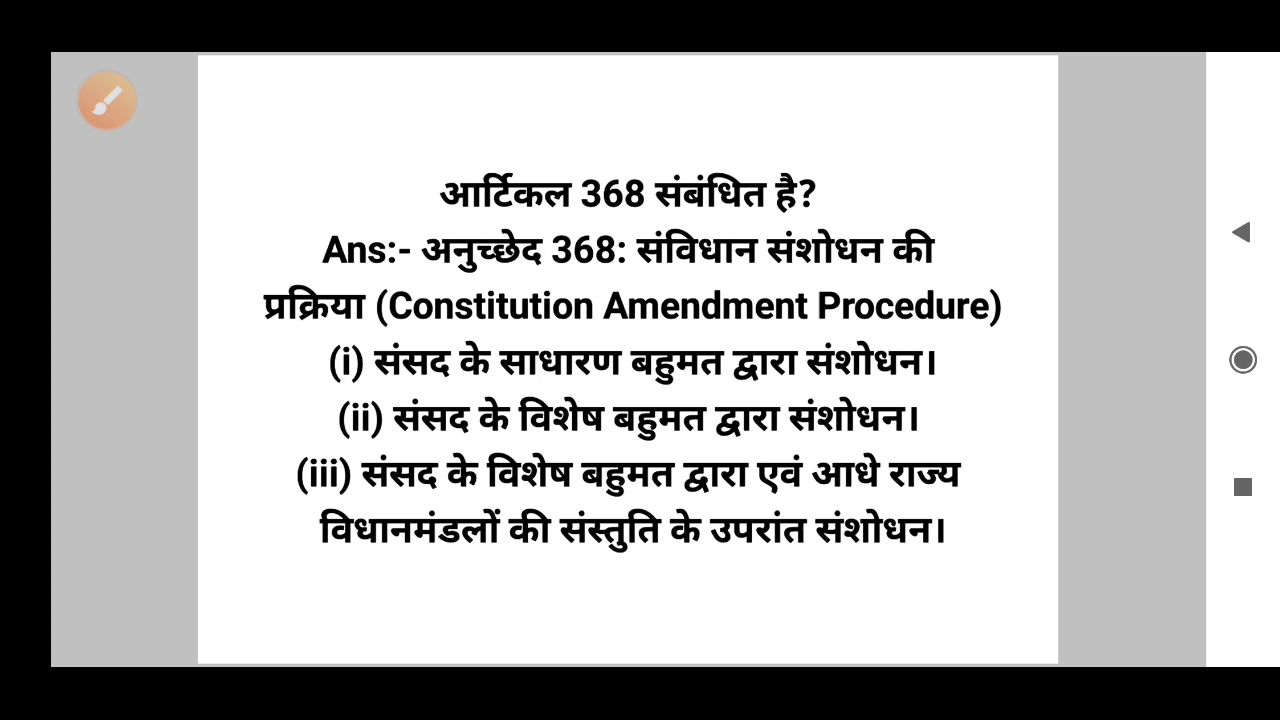 आर्टिकल 368 संबंधित है?
Ans:- अनुच्छेद 368: संविधान संशोधन की
प्रक्रिया (Constitution Amendment Procedure)
(i) संसद के साधारण बहुमत द्वारा संशोधन।
(ii) संसद के विशेष बहुमत द्वारा संशोधन।
(iii) संसद के विशेष बहुमत द्वारा एवं आधे राज्य
विधानमंडलों की संस्तुति के उपरांत संशोधन।